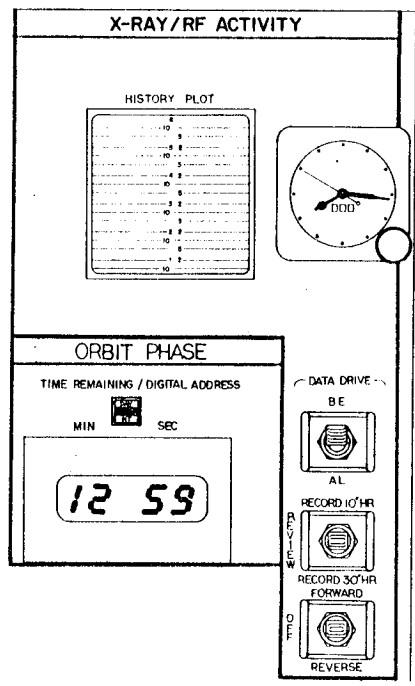 X-RAY/RF ACTIVITY
HISTORY PLOT
ORBIT PHASE
TIME REMAINING / DIGITAL ADDRESS
MIN SEC
12 59
DATA DRIVE
BE
AL
RECORD 10"HR
REVIEW
RECORD 30"HR
FORWARD
OFF
REVERSE